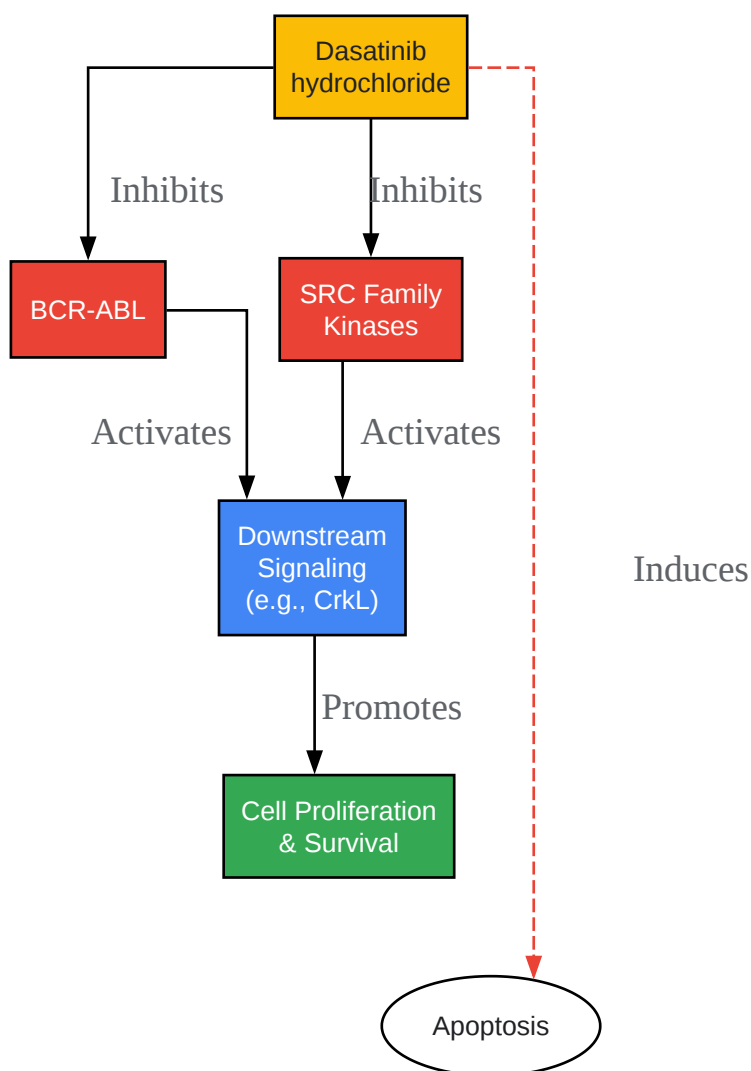 Dasatinib
hydrochloride
Inhibits
Inhibits
BCR-ABL
SRC Family
Kinases
Activates
Activates
Downstream
Signaling
(e.g., CrkL)
Induces
Promotes
Cell Proliferation
& Survival
Apoptosis